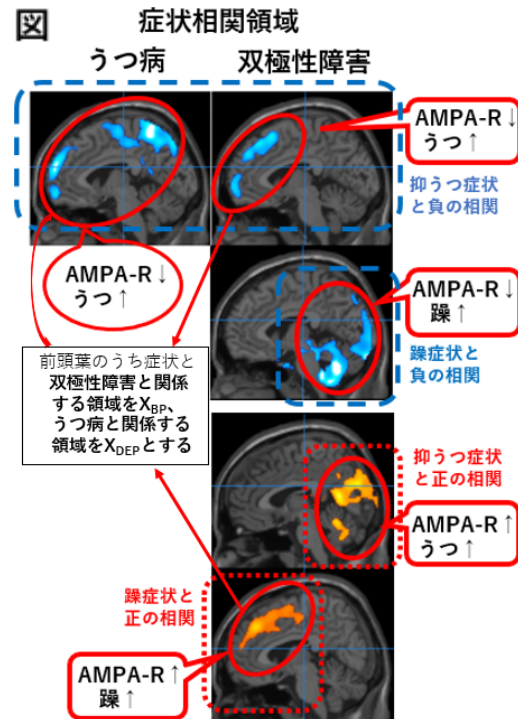 図
症状相関領域
うつ病
双極性障害
AMPA-R↓
うつ↑
抑うつ症状
と負の相関
AMPA-R↓
うつ↑
AMPA-R↓
躁↑
躁症状と
負の相関
前頭葉のうち症状と
双極性障害と関係
する領域をX_BP、
うつ病と関係する
領域をX_DEPとする
抑うつ症状
と正の相関
AMPA-R↑
うつ↑
躁症状と
正の相関
AMPA-R↑
躁↑